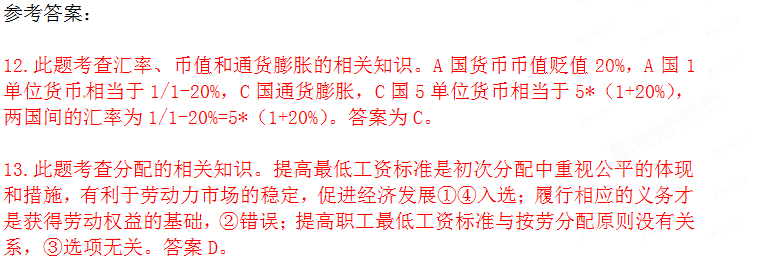 参考答案：
12.此题考查汇率、币值和通货膨胀的相关知识。A 国货币币值贬值 20%，A 国 1
单位货币相当于 1/1-20%，C 国通货膨胀，C 国 5 单位货币相当于 5*（1+20%），
两国间的汇率为 1/1-20%=5*（1+20%）。答案为 C。
13.此题考查分配的相关知识。提高最低工资标准是初次分配中重视公平的体现
和措施，有利于劳动力市场的稳定，促进经济发展①④入选；履行相应的义务才
是获得劳动权益的基础，②错误；提高职工最低工资标准与按劳分配原则没有关
系，③选项无关。答案 D。